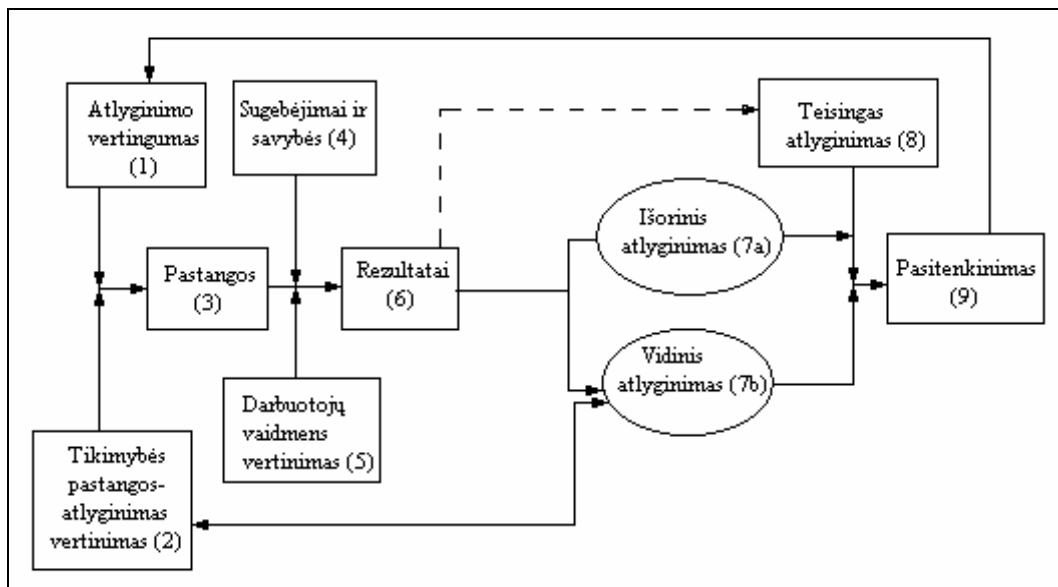 Atlyginimo
vertingumas
(1)
Sugebėjimai ir
savybės (4)
Teisingas
atlyginimas (8)
Išorinis
atlyginimas (7a)
Pastangos
(3)
Rezultatai
(6)
Pasitenkinimas
(9)
Vidinis
atlyginimas (7b)
Darbuotojų
vaidmens
vertinimas (5)
Tikimybės
pastangos-
atlyginimas
vertinimas (2)